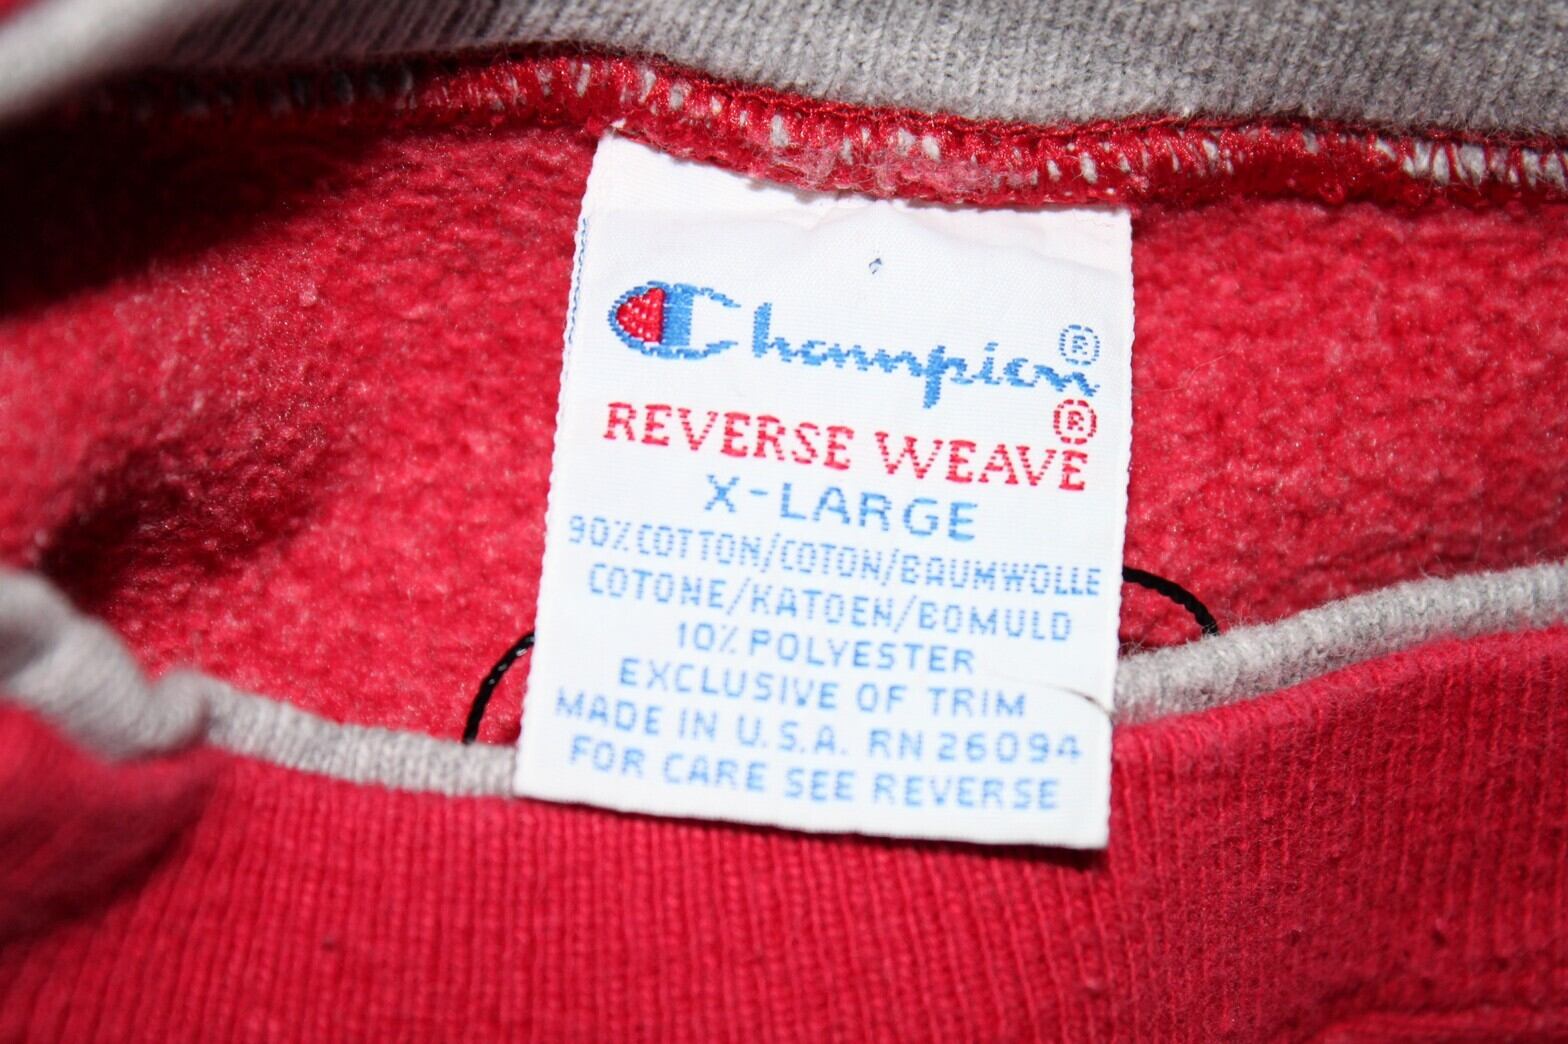 Champion®
REVERSE WEAVE®
X-LARGE
90% COTTON/COTON/BAUMWOLLE
COTONE/KATOEN/BOMULD
10% POLYESTER
EXCLUSIVE OF TRIM
MADE IN U.S.A. RN 26094
FOR CARE SEE REVERSE